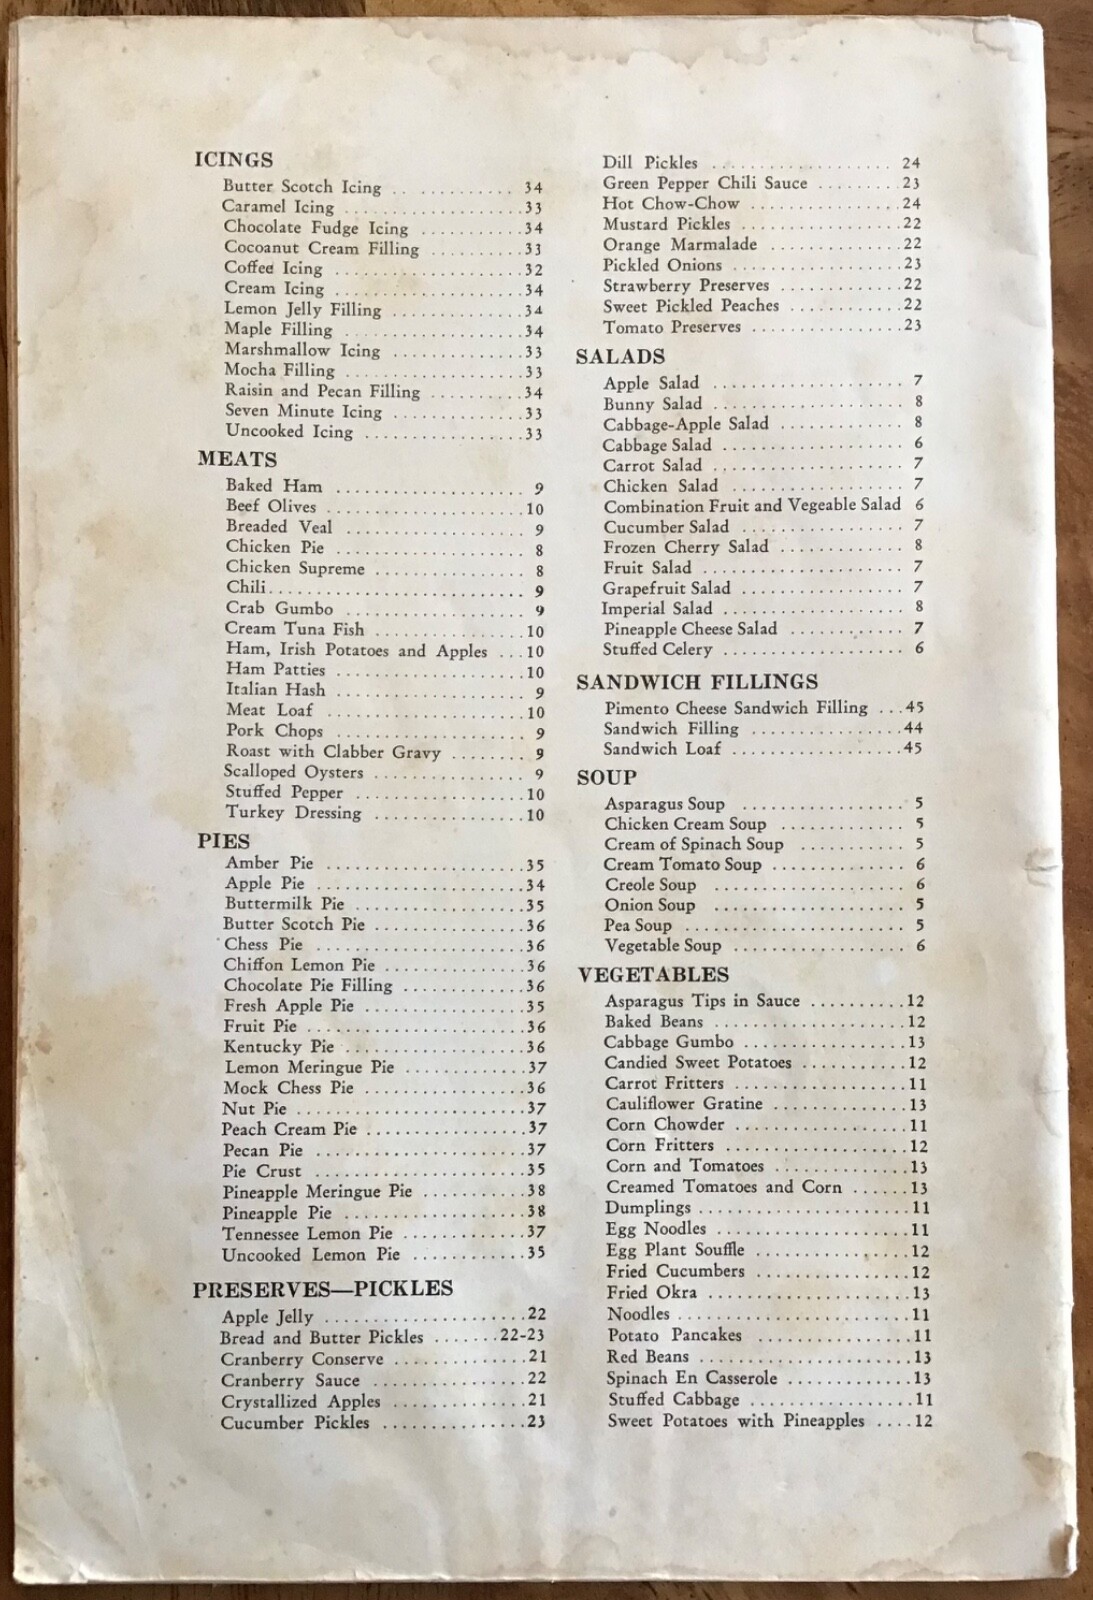 ICINGS
Butter Scotch Icing .. .......... 34
Caramel Icing ...................33
Chocolate Fudge Icing ...........34
Cocoanut Cream Filling ..........33
Coffee Icing ....................32
Cream Icing .....................34
Lemon Jelly Filling ..............34
Maple Filling ...................34
Marshmallow Icing ..............33
Mocha Filling ...................33
Raisin and Pecan Filling ..........34
Seven Minute Icing ..............33
Uncooked Icing .................33
MEATS
Baked Ham .................... 9
Beef Olives .....................10
Breaded Veal ................... 9
Chicken Pie .................... 8
Chicken Supreme ................ 8
Chili........................... 9
Crab Gumbo ................... 9
Cream Tuna Fish ................10
Ham, Irish Potatoes and Apples ...10
Ham Patties ....................10
Italian Hash .................... 9
Meat Loaf .....................10
Pork Chops .................... 9
Roast with Clabber Gravy ........ 9
Scalloped Oysters ................ 9
Stuffed Pepper ..................10
Turkey Dressing ................10
PIES
Amber Pie .....................35
Apple Pie ......................34
Buttermilk Pie ..................35
Butter Scotch Pie ................36
Chess Pie ......................36
Chiffon Lemon Pie ...............36
Chocolate Pie Filling .............36
Fresh Apple Pie .................35
Fruit Pie .......................36
Kentucky Pie ...................36
Lemon Meringue Pie .............37
Mock Chess Pie .................36
Nut Pie ........................37
Peach Cream Pie .................37
Pecan Pie ......................37
Pie Crust ......................35
Pineapple Meringue Pie ...........38
Pineapple Pie ...................38
Tennessee Lemon Pie .............37
Uncooked Lemon Pie ............35
PRESERVES—PICKLES
Apple Jelly .....................22
Bread and Butter Pickles .......22-23
Cranberry Conserve ..............21
Cranberry Sauce ................22
Crystallized Apples ..............21
Cucumber Pickles ...............23
Dill Pickles ................... 24
Green Pepper Chili Sauce .........23
Hot Chow-Chow ................24
Mustard Pickles .................22
Orange Marmalade ..............22
Pickled Onions ..................23
Strawberry Preserves .............22
Sweet Pickled Peaches ............22
Tomato Preserves ................23
SALADS
Apple Salad .................... 7
Bunny Salad .................... 8
Cabbage-Apple Salad ............. 8
Cabbage Salad ................... 6
Carrot Salad .................... 7
Chicken Salad ................... 7
Combination Fruit and Vegeable Salad 6
Cucumber Salad ................. 7
Frozen Cherry Salad ............. 8
Fruit Salad ..................... 7
Grapefruit Salad ................. 7
Imperial Salad ................... 8
Pineapple Cheese Salad ............ 7
Stuffed Celery ................... 6
SANDWICH FILLINGS
Pimento Cheese Sandwich Filling ...45
Sandwich Filling ................44
Sandwich Loaf ..................45
SOUP
Asparagus Soup ................. 5
Chicken Cream Soup ............. 5
Cream of Spinach Soup ........... 5
Cream Tomato Soup .............. 6
Creole Soup .................... 6
Onion Soup .................... 5
Pea Soup ....................... 5
Vegetable Soup .................. 6
VEGETABLES
Asparagus Tips in Sauce ..........12
Baked Beans ....................12
Cabbage Gumbo .................13
Candied Sweet Potatoes ...........12
Carrot Fritters ..................11
Cauliflower Gratine ..............13
Corn Chowder ..................11
Corn Fritters ...................12
Corn and Tomatoes ..............13
Creamed Tomatoes and Corn ......13
Dumplings ......................11
Egg Noodles ....................11
Egg Plant Souffle ................12
Fried Cucumbers ................12
Fried Okra .....................13
Noodles ........................11
Potato Pancakes ................11
Red Beans ......................13
Spinach En Casserole .............13
Stuffed Cabbage .................11
Sweet Potatoes with Pineapples ....12